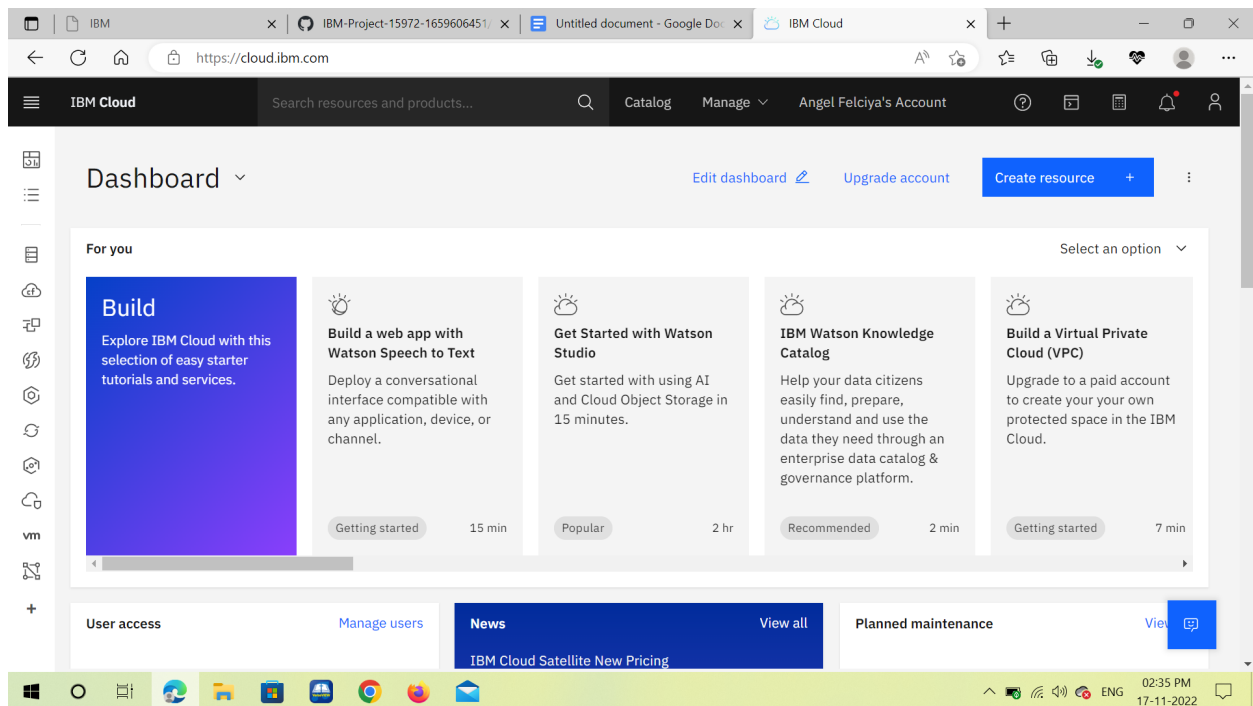 IBM
IBM-Project-15972-1659606451/
Untitled document - Google Doc
IBM Cloud
https://cloud.ibm.com
IBM Cloud
Search resources and products...
Catalog
Manage
Angel Felciya's Account
Dashboard
Edit dashboard
Upgrade account
Create resource +
For you
Select an option
Build
Explore IBM Cloud with this
selection of easy starter
tutorials and services.
Build a web app with
Watson Speech to Text
Deploy a conversational
interface compatible with
any application, device, or
channel.
Getting started
15 min
Get Started with Watson
Studio
Get started with using AI
and Cloud Object Storage in
15 minutes.
Popular
2 hr
IBM Watson Knowledge
Catalog
Help your data citizens
easily find, prepare,
understand and use the
data they need through an
enterprise data catalog &
governance platform.
Recommended
2 min
Build a Virtual Private
Cloud (VPC)
Upgrade to a paid account
to create your your own
protected space in the IBM
Cloud.
Getting started
7 min
vm
User access
Manage users
News
View all
IBM Cloud Satellite New Pricing
Planned maintenance
View
ENG
02:35 PM
17-11-2022